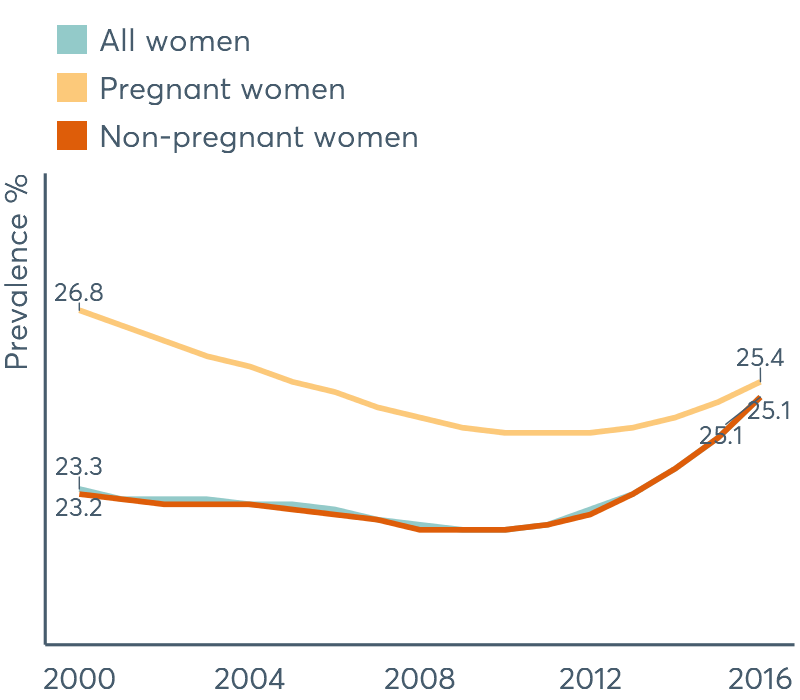 All women
Pregnant women
Non-pregnant women
Prevalence %
26.8
25.4
25.1
25.1
23.3
23.2
2000 2004 2008 2012 2016